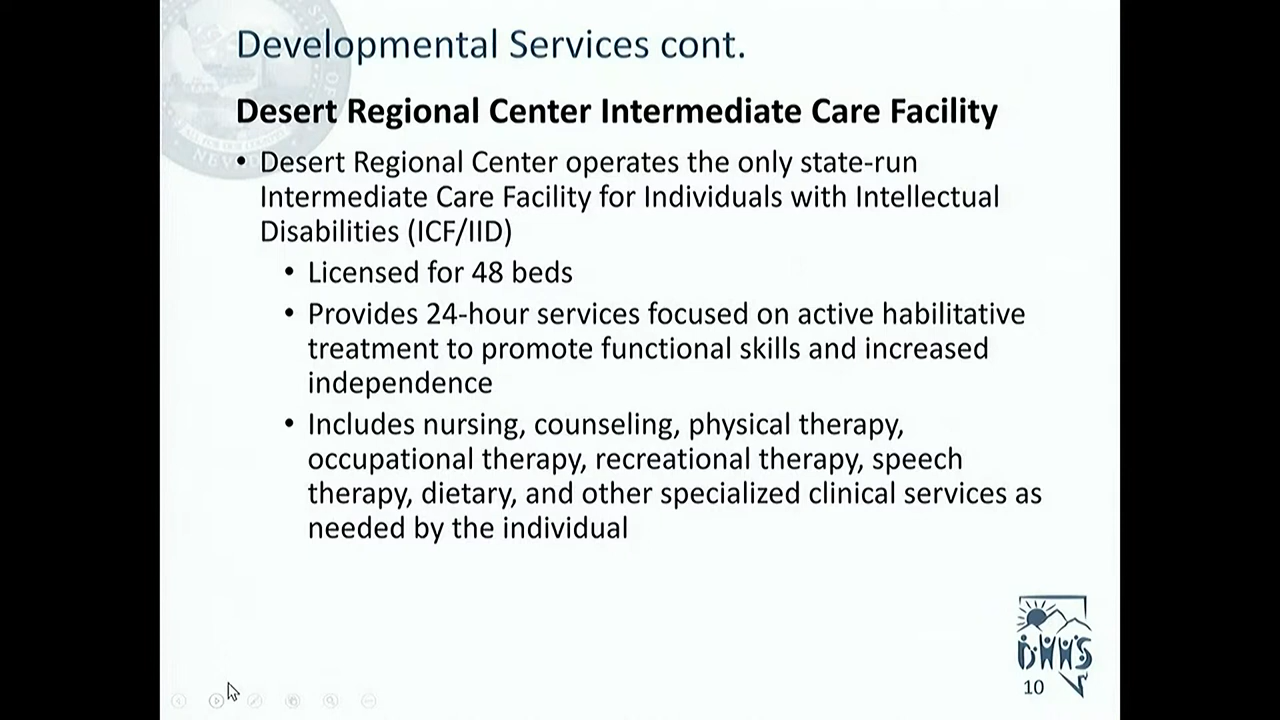 Developmental Services cont.
Desert Regional Center Intermediate Care Facility
• Desert Regional Center operates the only state-run
Intermediate Care Facility for Individuals with Intellectual
Disabilities (ICF/IID)
• Licensed for 48 beds
• Provides 24-hour services focused on active habilitative
treatment to promote functional skills and increased
independence
• Includes nursing, counseling, physical therapy,
occupational therapy, recreational therapy, speech
therapy, dietary, and other specialized clinical services as
needed by the individual
DHHS
10